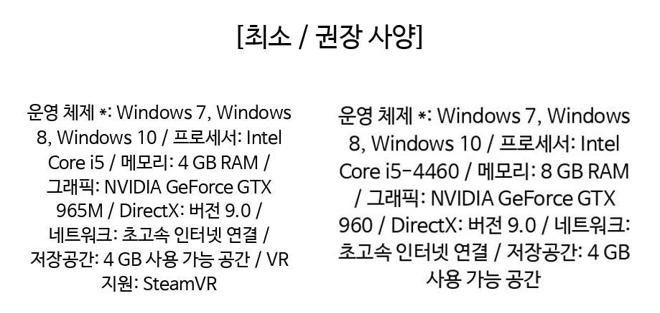 [최소 / 권장 사양]
운영 체제 *: Windows 7, Windows
8, Windows 10 / 프로세서: Intel
Core i5 / 메모리: 4 GB RAM /
그래픽: NVIDIA GeForce GTX
965M / DirectX: 버전 9.0 /
네트워크: 초고속 인터넷 연결 /
저장공간: 4 GB 사용 가능 공간 / VR
지원: SteamVR
운영 체제 *: Windows 7, Windows
8, Windows 10 / 프로세서: Intel
Core i5-4460 / 메모리: 8 GB RAM
/ 그래픽: NVIDIA GeForce GTX
960 / DirectX: 버전 9.0 / 네트워크:
초고속 인터넷 연결 / 저장공간: 4 GB
사용 가능 공간